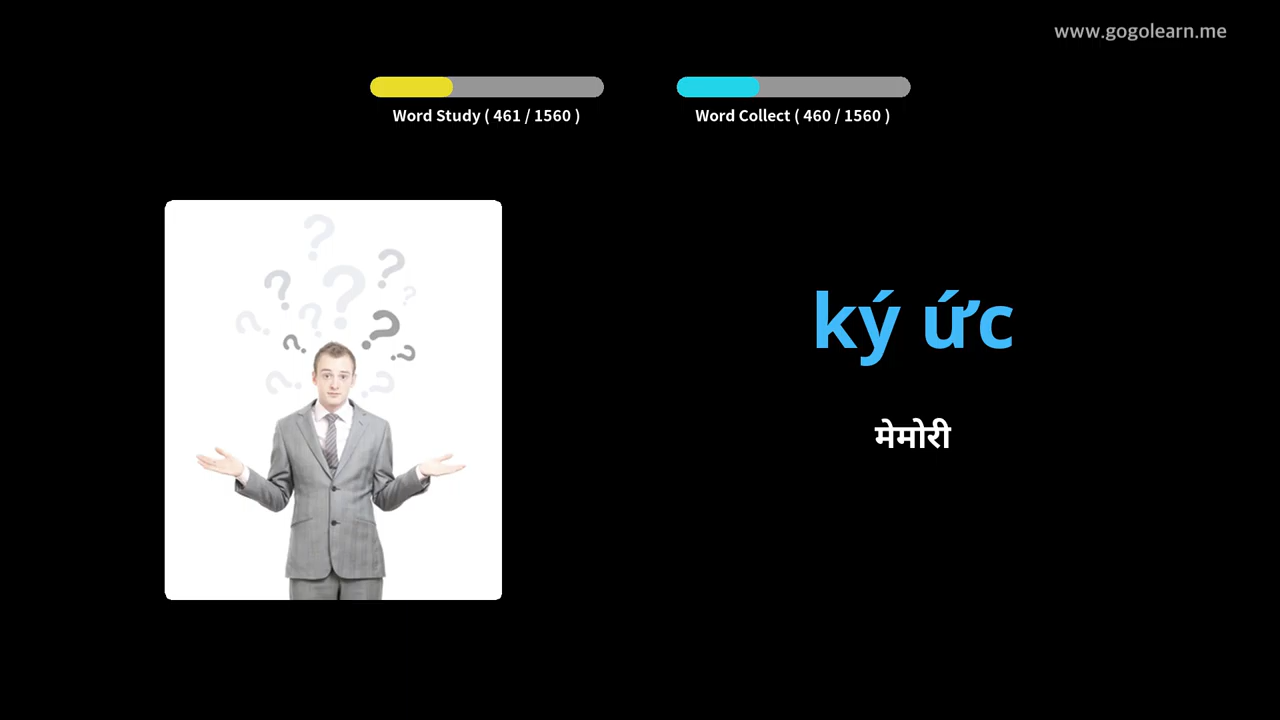 www.gogolearn.me
Word Study ( 461 / 1560 )
Word Collect ( 460 / 1560 )
ký ức
मेमोरी